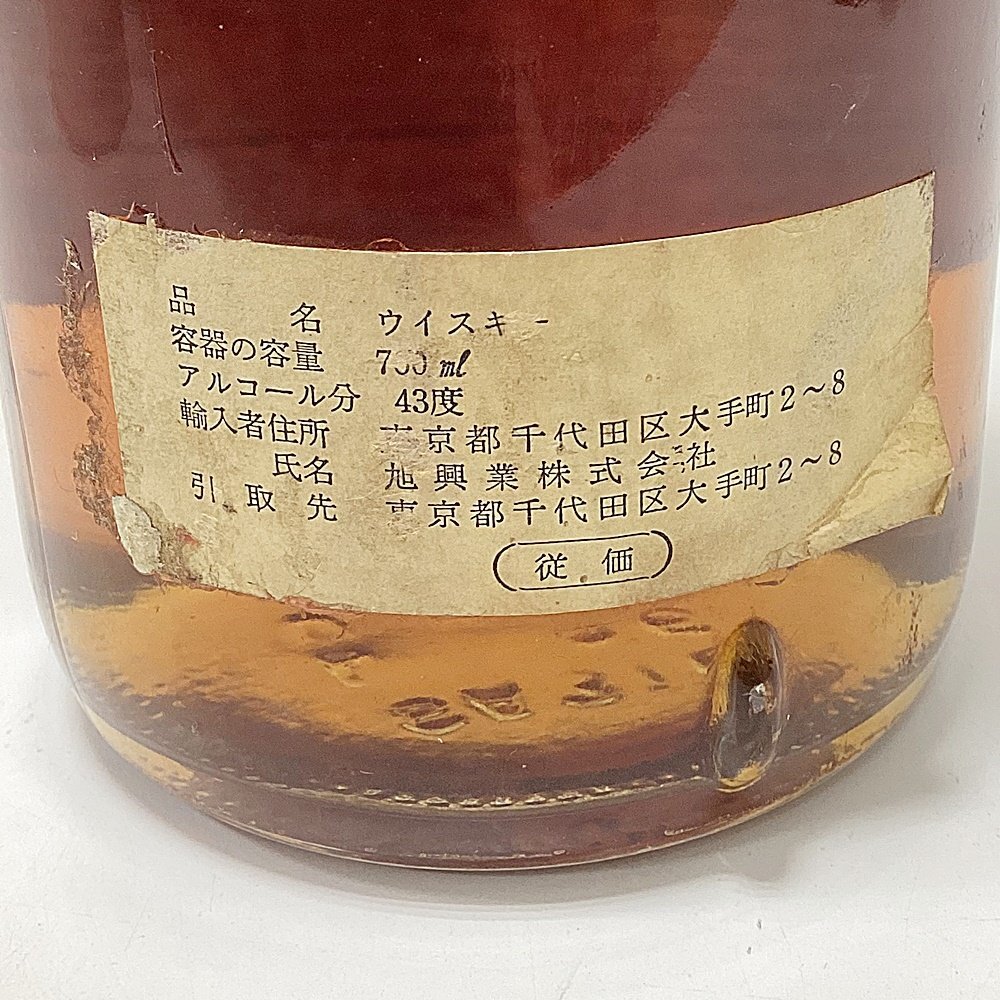 品名 ウイスキー
容器の容量 ml
アルコール分 43度
輸入者住所 東京都千代田区大手町2～8
氏名 旭興業株式会社
引取先 東京都千代田区大手町2～8
従価